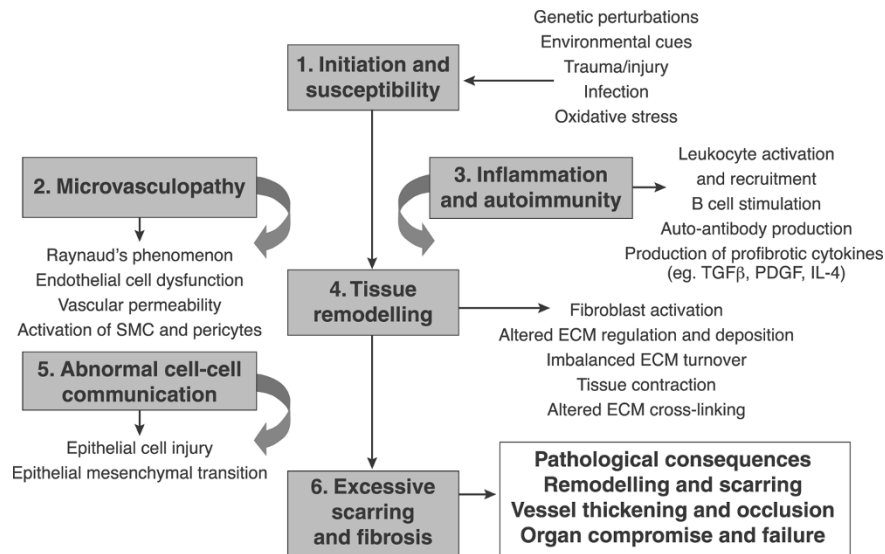 Genetic perturbations
Environmental cues
Trauma/injury
Infection
Oxidative stress
1. Initiation and
susceptibility
2. Microvasculopathy
Raynaud’s phenomenon
Endothelial cell dysfunction
Vascular permeability
Activation of SMC and pericytes
3. Inflammation
and autoimmunity
Leukocyte activation
and recruitment
B cell stimulation
Auto-antibody production
Production of profibrotic cytokines
(eg. TGFβ, PDGF, IL-4)
4. Tissue
remodelling
Fibroblast activation
Altered ECM regulation and deposition
Imbalanced ECM turnover
Tissue contraction
Altered ECM cross-linking
5. Abnormal cell-cell
communication
Epithelial cell injury
Epithelial mesenchymal transition
6. Excessive
scarring
and fibrosis
Pathological consequences
Remodelling and scarring
Vessel thickening and occlusion
Organ compromise and failure